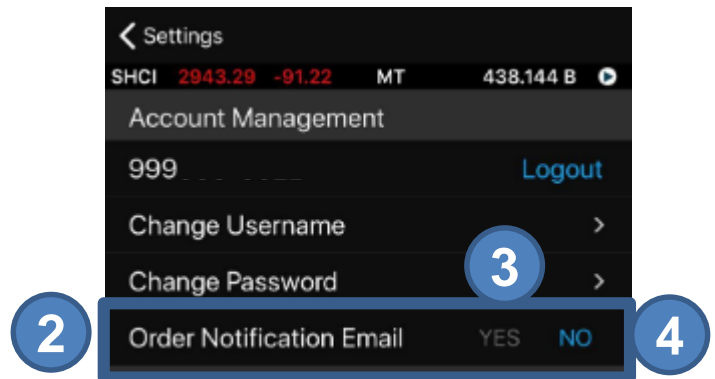 Settings
SHCI 2943.29 -91.22 MT 438.144 B
Account Management
999
Logout
Change Username
Change Password
3
2
Order Notification Email YES NO
4